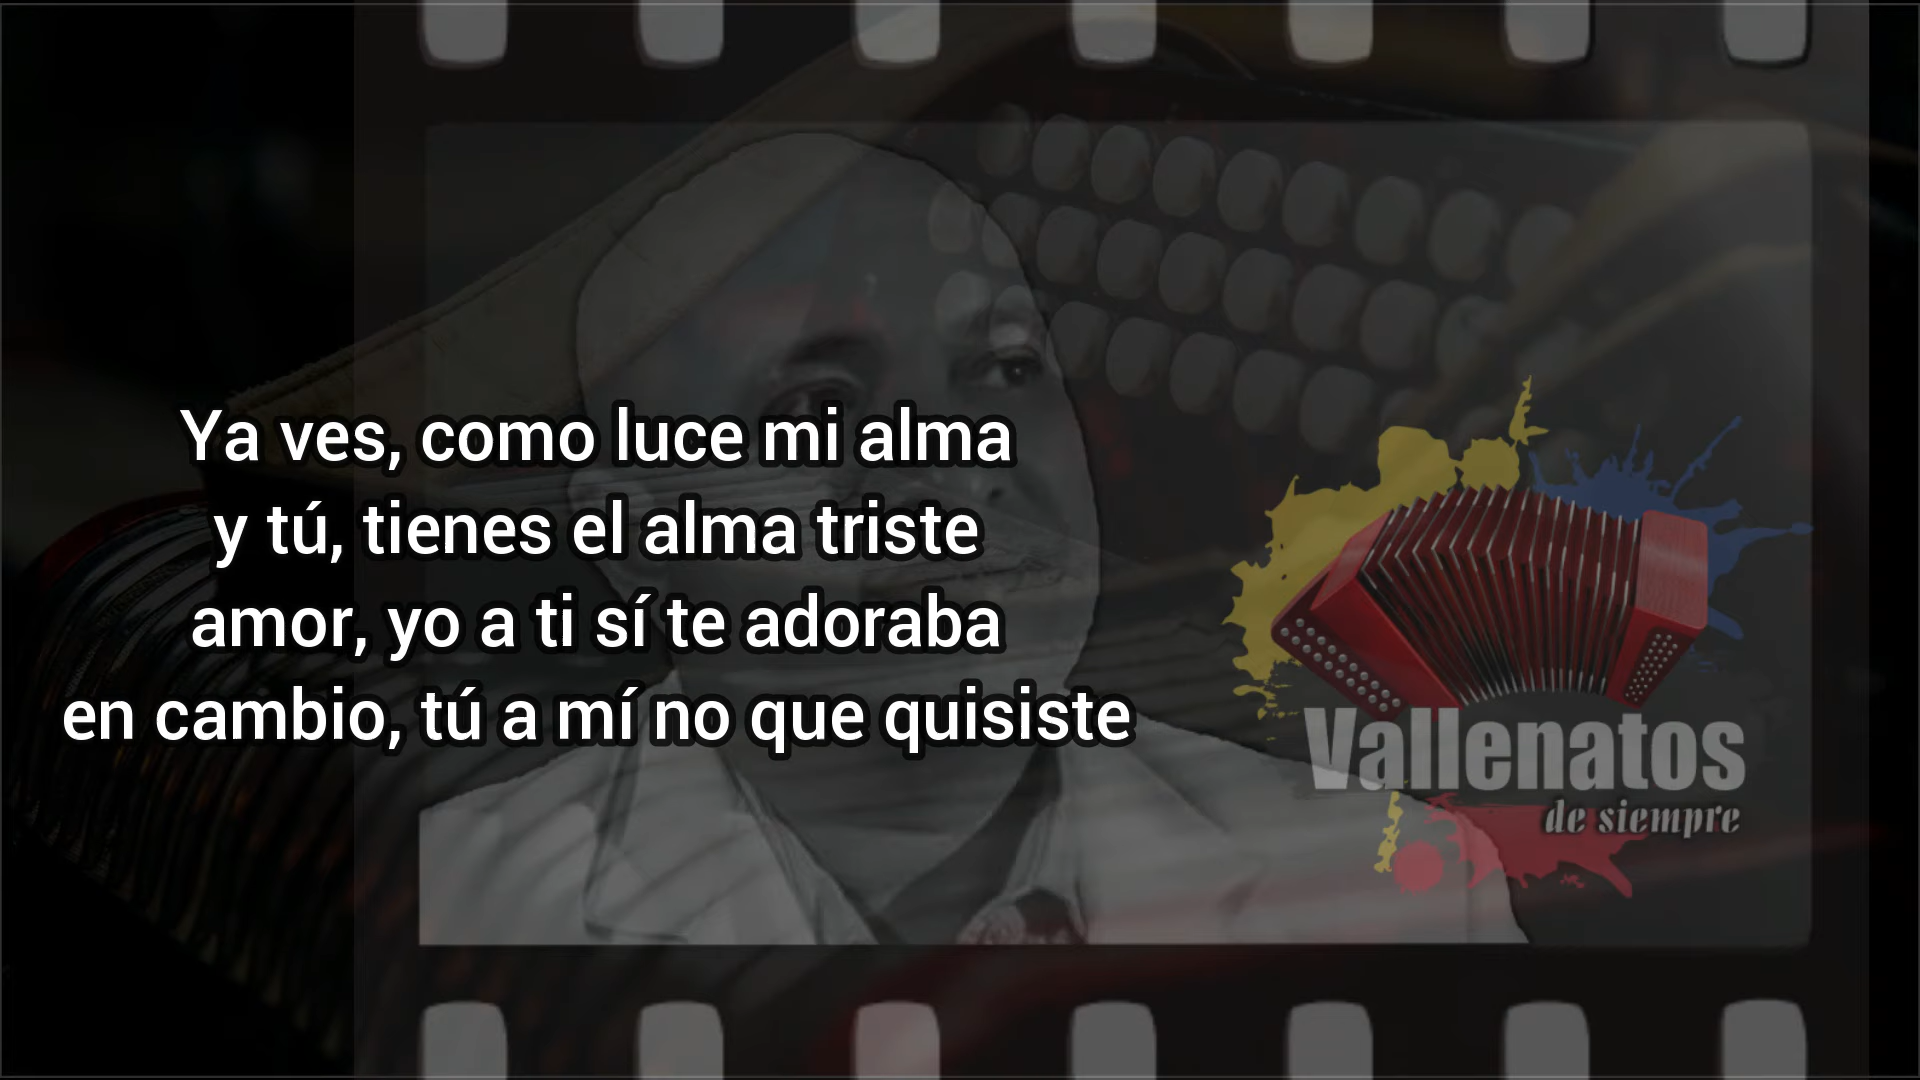 Ya ves, como luce mi alma
y tú, tienes el alma triste
amor, yo a ti sí te adoraba
en cambio, tú a mí no que quisiste
Vallenatos
de siempre